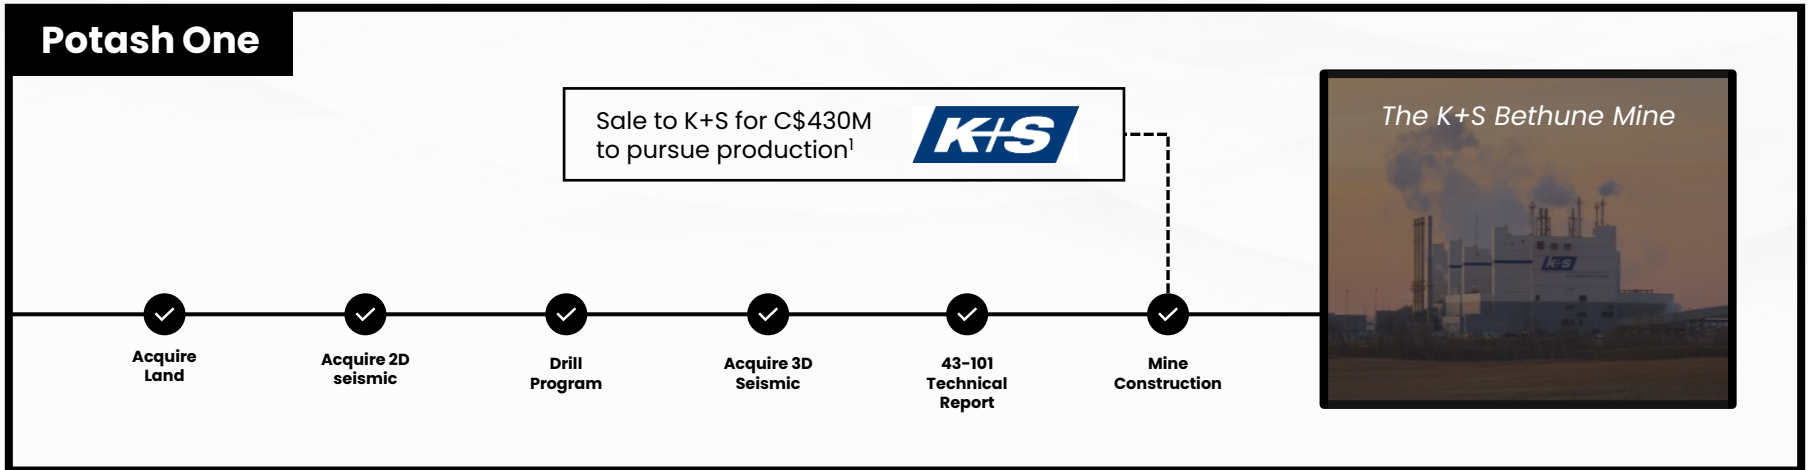 Potash One
Sale to K+S for C$430M
to pursue production¹
K+S
The K+S Bethune Mine
K+S
Acquire
Land
Acquire 2D
seismic
Drill
Program
Acquire 3D
Seismic
43-101
Technical
Report
Mine
Construction